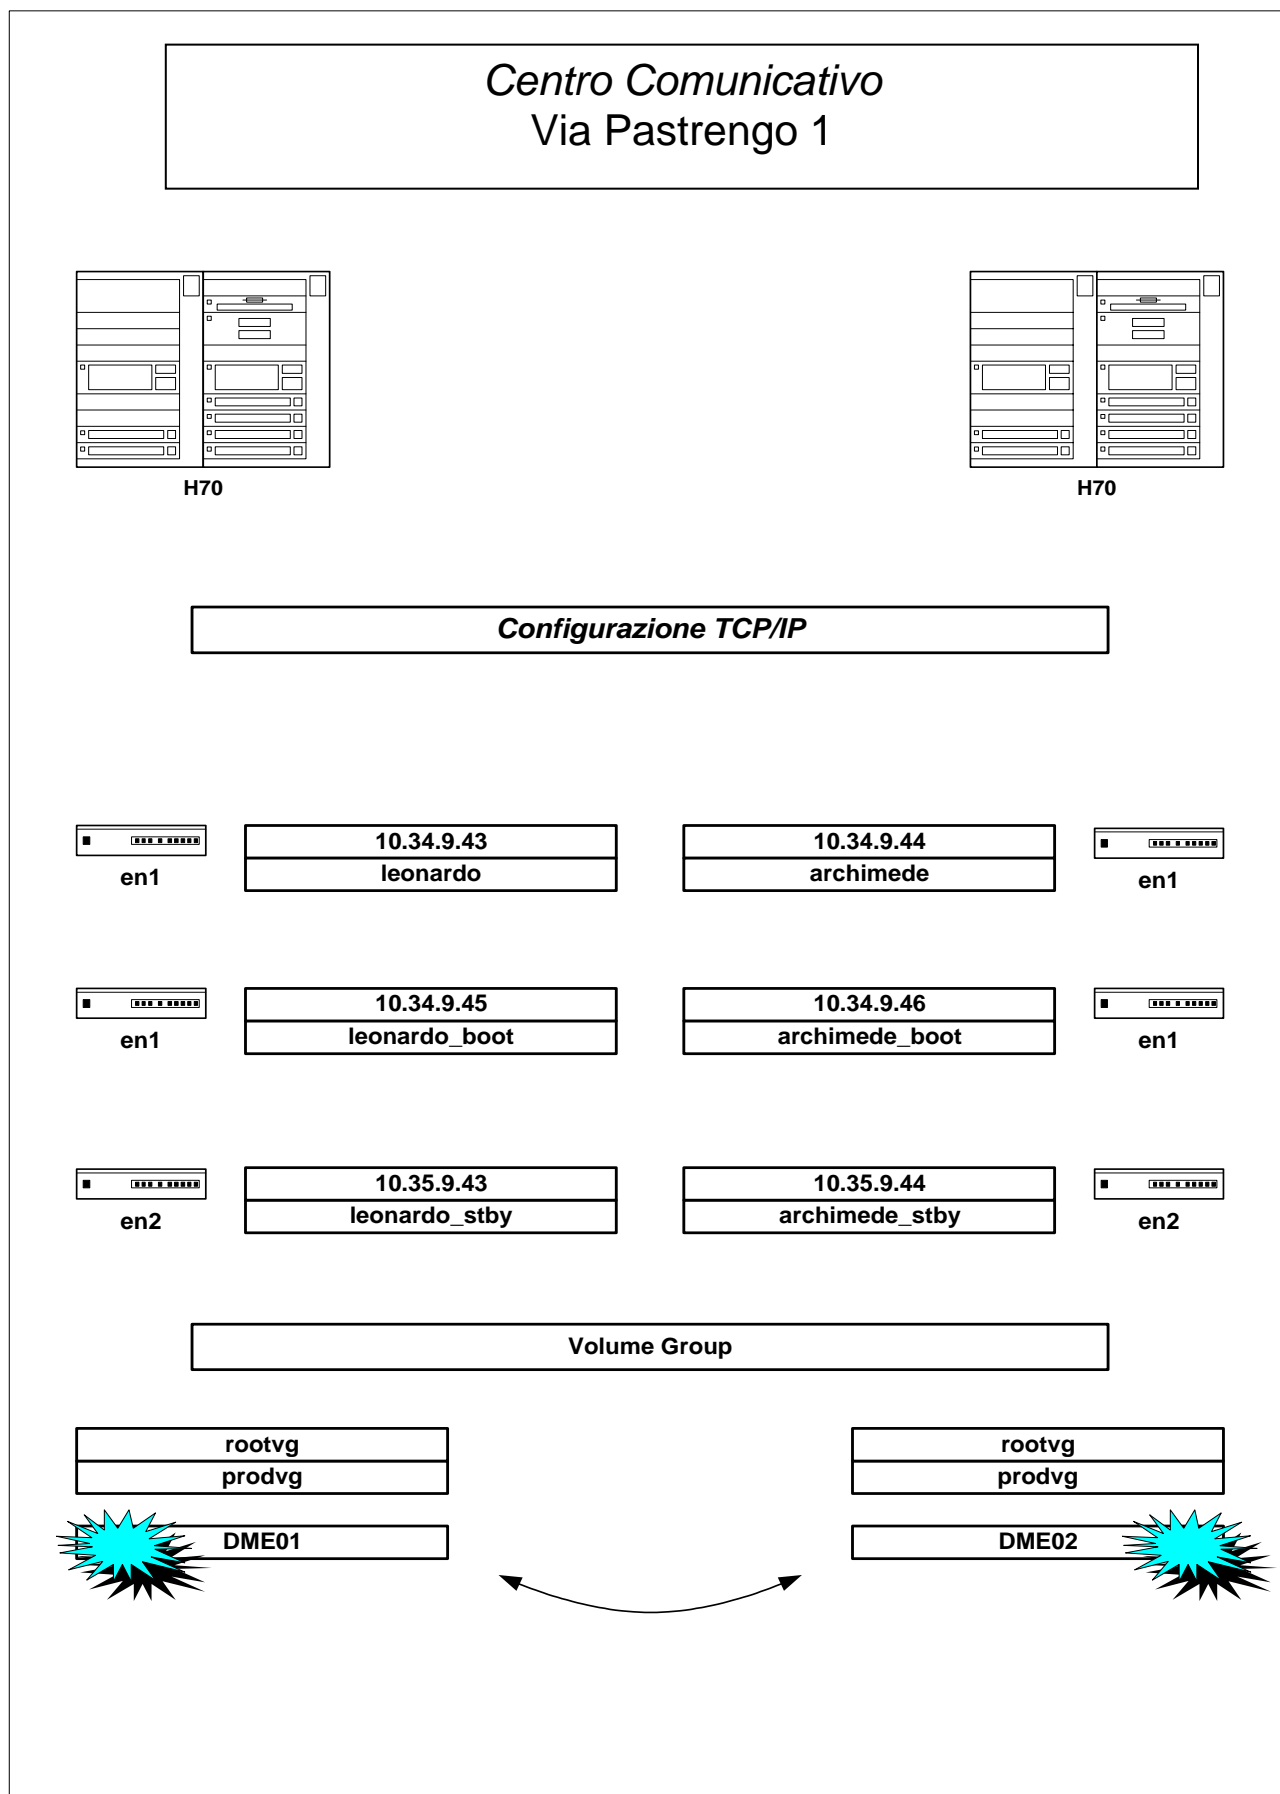 Centro Comunicativo
Via Pastrengo 1
H70
H70
Configurazione TCP/IP
10.34.9.43
leonardo
en1
10.34.9.44
archimede
en1
10.34.9.45
leonardo_boot
en1
10.34.9.46
archimede_boot
en1
10.35.9.43
leonardo_stby
en2
10.35.9.44
archimede_stby
en2
Volume Group
rootvg
prodvg
DME01
rootvg
prodvg
DME02